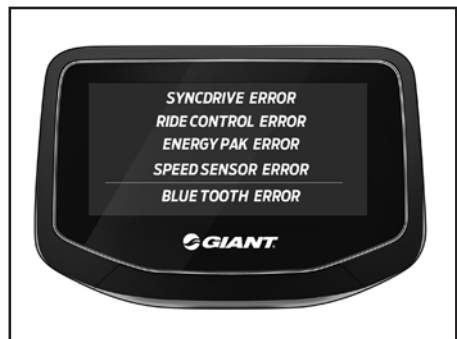 SYNCDRIVE ERROR
RIDE CONTROL ERROR
ENERGY PAK ERROR
SPEED SENSOR ERROR
BLUE TOOTH ERROR
GIANT